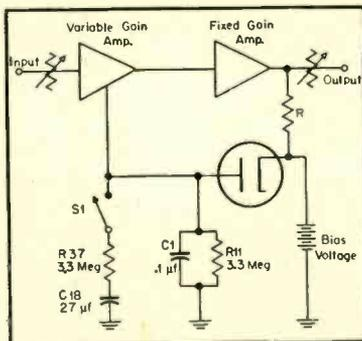 Variable Gain
Amp.
Fixed Gain
Amp.
Input
Output
R
S1
R37
3.3 Meg
C18
27 μf
C1
.1 μf
R11
3.3 Meg
Bias
Voltage